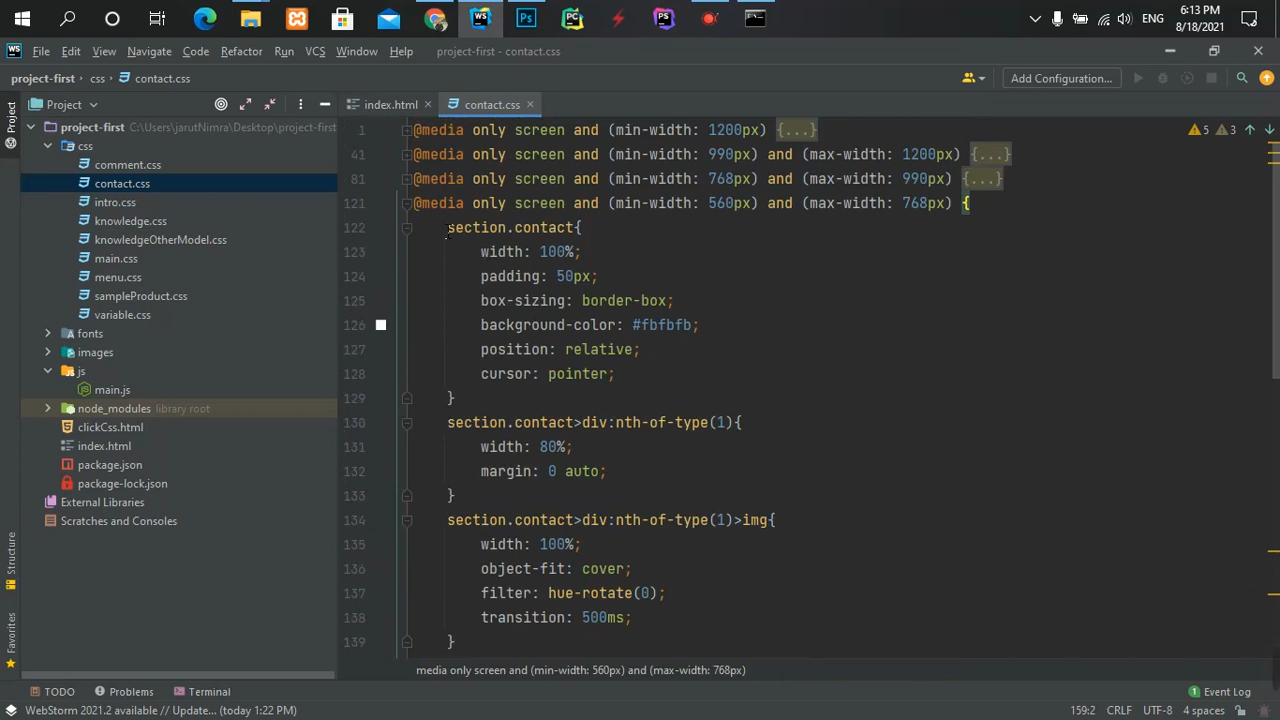 ENG
6:13 PM
8/18/2021
WS
File Edit View Navigate Code Refactor Run VCS Window Help project-first - contact.css
project-first › css › contact.css
Add Configuration...
Project
index.html
contact.css
project-first C:\Users\jarutNimra\Desktop\project-first
css
comment.css
contact.css
intro.css
knowledge.css
knowledgeOtherModel.css
main.css
menu.css
sampleProduct.css
variable.css
fonts
images
js
main.js
node_modules library root
clickCss.html
index.html
package.json
package-lock.json
External Libraries
Scratches and Consoles
Project
Structure
Favorites
5 3
1 @media only screen and (min-width: 1200px) {...}
41 @media only screen and (min-width: 990px) and (max-width: 1200px) {...}
81 @media only screen and (min-width: 768px) and (max-width: 990px) {...}
121 @media only screen and (min-width: 560px) and (max-width: 768px) {
122 section.contact{
123 width: 100%;
124 padding: 50px;
125 box-sizing: border-box;
126 background-color: #fbfbfb;
127 position: relative;
128 cursor: pointer;
129 }
130 section.contact>div:nth-of-type(1){
131 width: 80%;
132 margin: 0 auto;
133 }
134 section.contact>div:nth-of-type(1)>img{
135 width: 100%;
136 object-fit: cover;
137 filter: hue-rotate(0);
138 transition: 500ms;
139 }
media only screen and (min-width: 560px) and (max-width: 768px)
TODO Problems Terminal
1 Event Log
WebStorm 2021.2 available // Update... (today 1:22 PM)
159:2 CRLF UTF-8 4 spaces